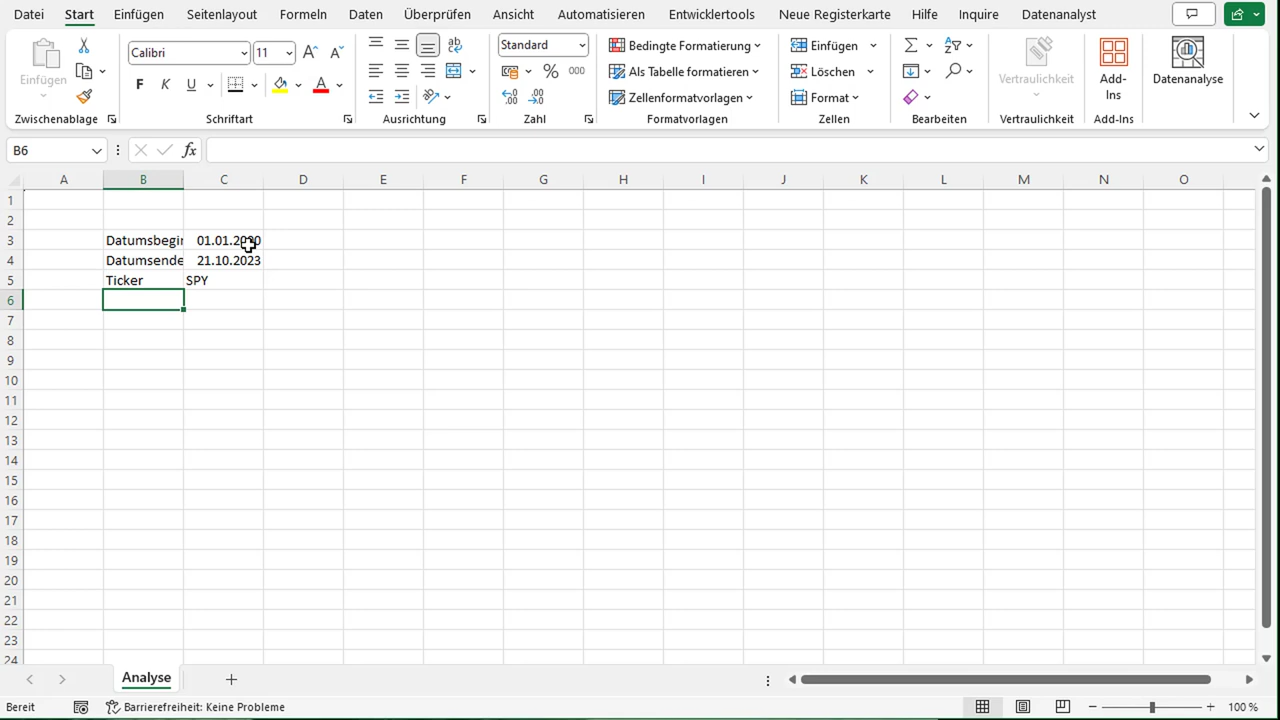 Datei Start Einfügen Seitenlayout Formeln Daten Überprüfen Ansicht Automatisieren Entwicklertools Neue Registerkarte Hilfe Inquire Datenanalyst
Calibri 11 Standard Bedingte Formatierung Einfügen
Einfügen Als Tabelle formatieren Löschen Vertraulichkeit Add-Ins Datenanalyse
F K U A % 000 Zellenformatvorlagen Format
Zwischenablage Schriftart Ausrichtung Zahl Formatvorlagen Zellen Bearbeiten Vertraulichkeit Add-Ins
B6 fx
A B C D E F G H I J K L M N O
1
2
3 Datumsbegin 01.01.2020
4 Datumsende 21.10.2023
5 Ticker SPY
6
7
8
9
10
11
12
13
14
15
16
17
18
19
20
21
22
23
24
Analyse
Bereit Barrierefreiheit: Keine Probleme 100 %